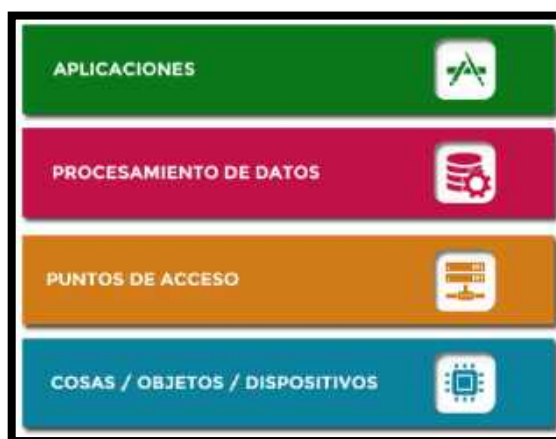 APLICACIONES
PROCESAMIENTO DE DATOS
PUNTOS DE ACCESO
COSAS / OBJETOS / DISPOSITIVOS